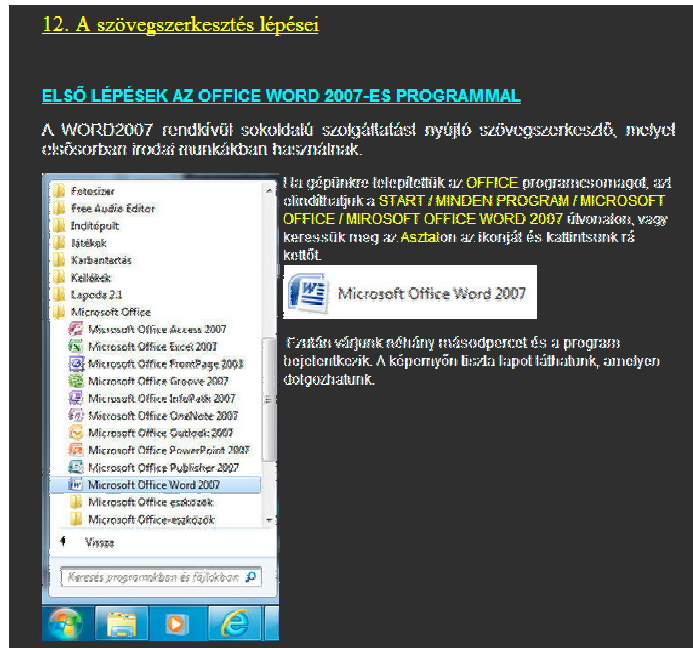 12. A szövegszerkesztés lépései
ELSŐ LÉPÉSEK AZ OFFICE WORD 2007-ES PROGRAMMAL
A WORD2007 rendkívül sokoldalú szolgáltatást nyújtó szövegszerkesztő, melyet
elsősorban irodai munkákban használnak.
Fotosizer
Free Audio Editor
Indítópult
Játékok
Karbantartás
Kellékek
Lagoda 2.1
Microsoft Office
Microsoft Office Access 2007
Microsoft Office Excel 2007
Microsoft Office FrontPage 2003
Microsoft Office Groove 2007
Microsoft Office InfoPath 2007
Microsoft Office OneNote 2007
Microsoft Office Outlook 2007
Microsoft Office PowerPoint 2007
Microsoft Office Publisher 2007
Microsoft Office Word 2007
Microsoft Office eszközök
Microsoft Office-eszközök
Vissza
Keresés programokban és fájlokban
Ha gépünkre telepítettük az OFFICE programcsomagot, azt
elindíthatjuk a START / MINDEN PROGRAM / MICROSOFT
OFFICE / MIROSOFT OFFICE WORD 2007 útvonalon, vagy
keressük meg az Asztalon az ikonját és kattintsunk rá
kettőt.
Microsoft Office Word 2007
Ezután várjunk néhány másodpercet és a program
bejelentkezik. A képernyőn tiszta lapot láthatunk, amelyen
dolgozhatunk.